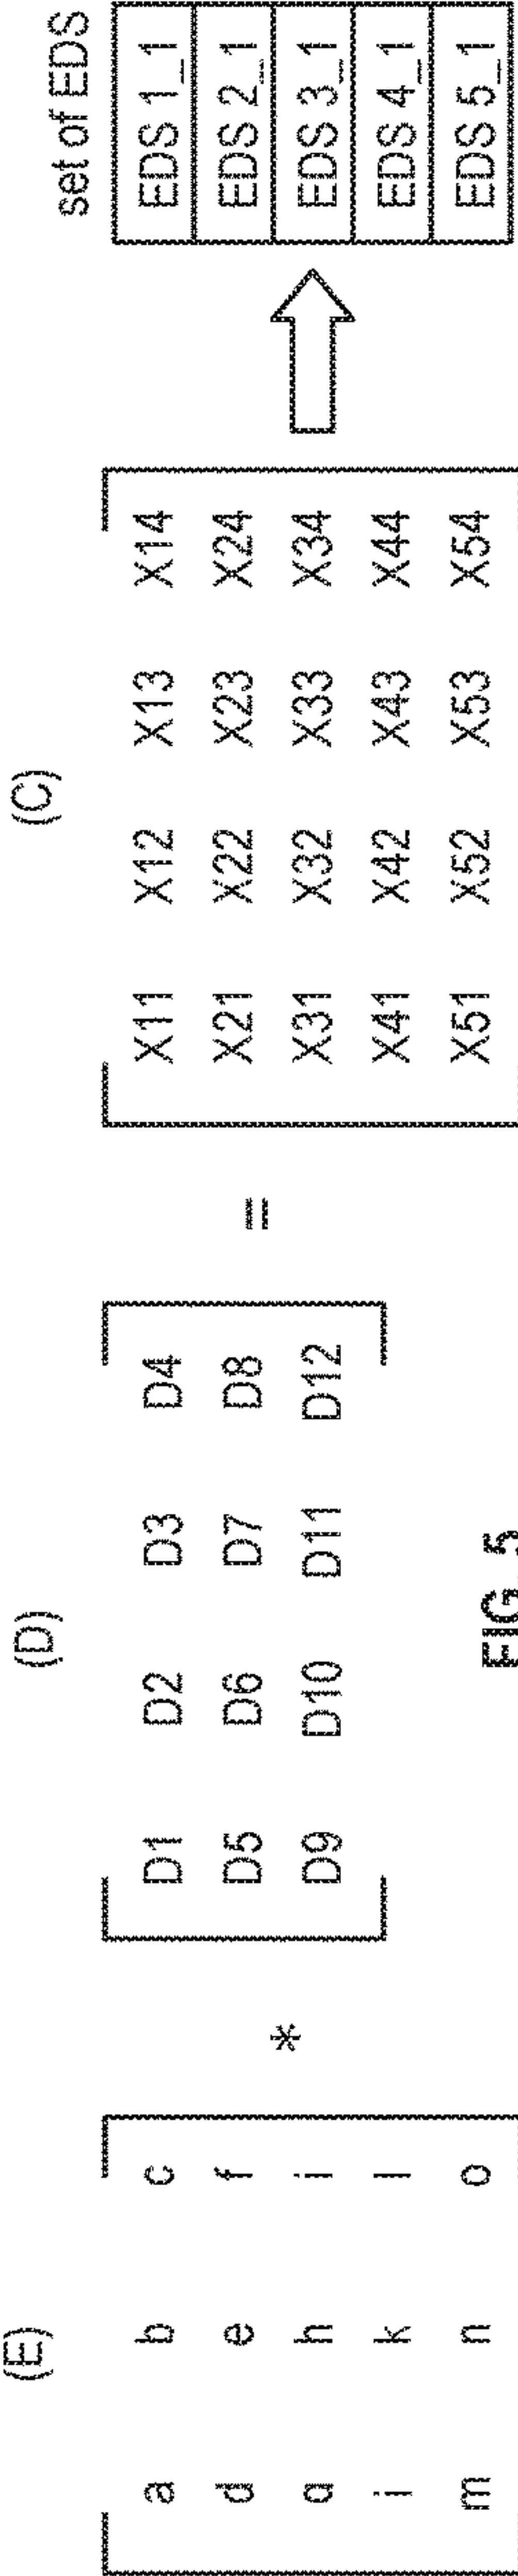 (E) (D) (C)
set of EDS
a b c D1 D2 D3 D4 X11 X12 X13 X14 EDS 1_1
d e f D5 D6 D7 D8 X21 X22 X23 X24 EDS 2_1
* =
g h i D9 D10 D11 D12 X31 X32 X33 X34 EDS 3_1
j k l X41 X42 X43 X44 EDS 4_1
m n o X51 X52 X53 X54 EDS 5_1
FIG. 5